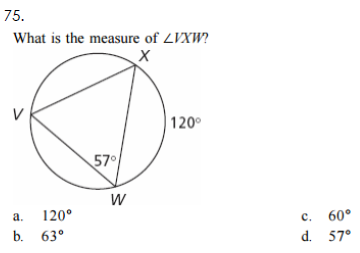 75.
What is the measure of ∠VXW?
X
V
120°
57°
W
a. 120° c. 60°
b. 63° d. 57°